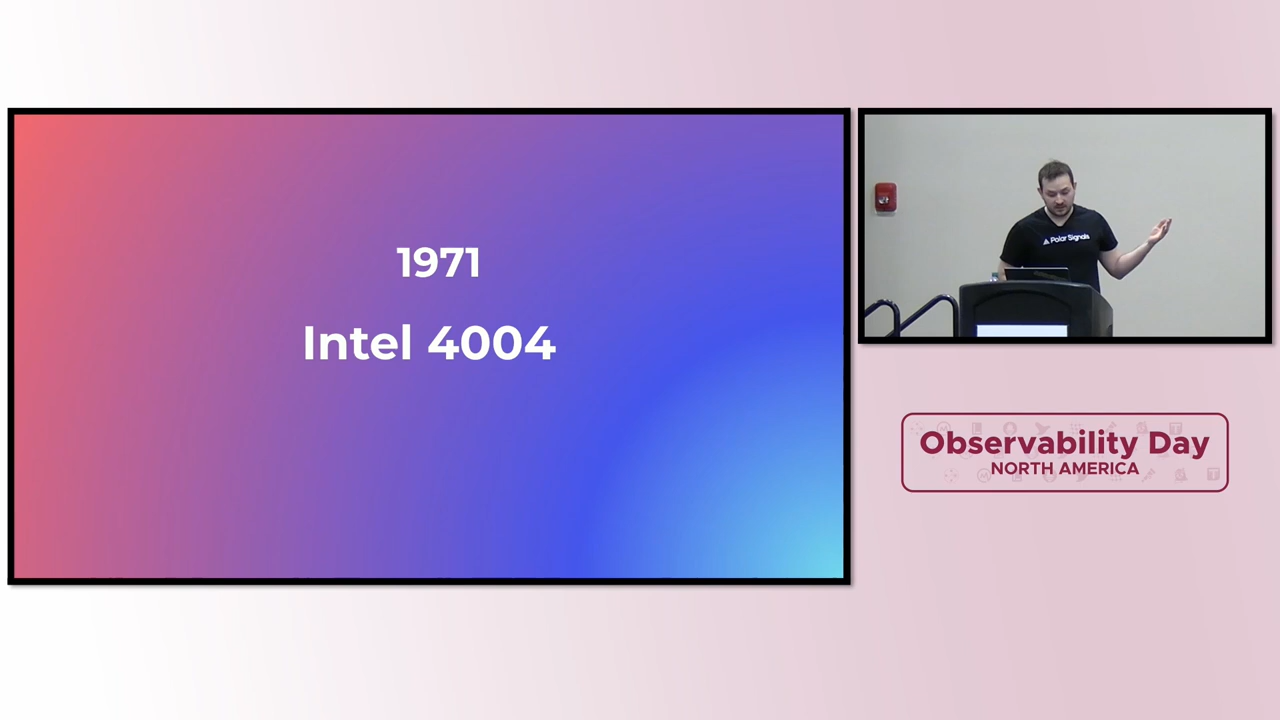 1971
Intel 4004
Polar Signals
Observability Day
NORTH AMERICA